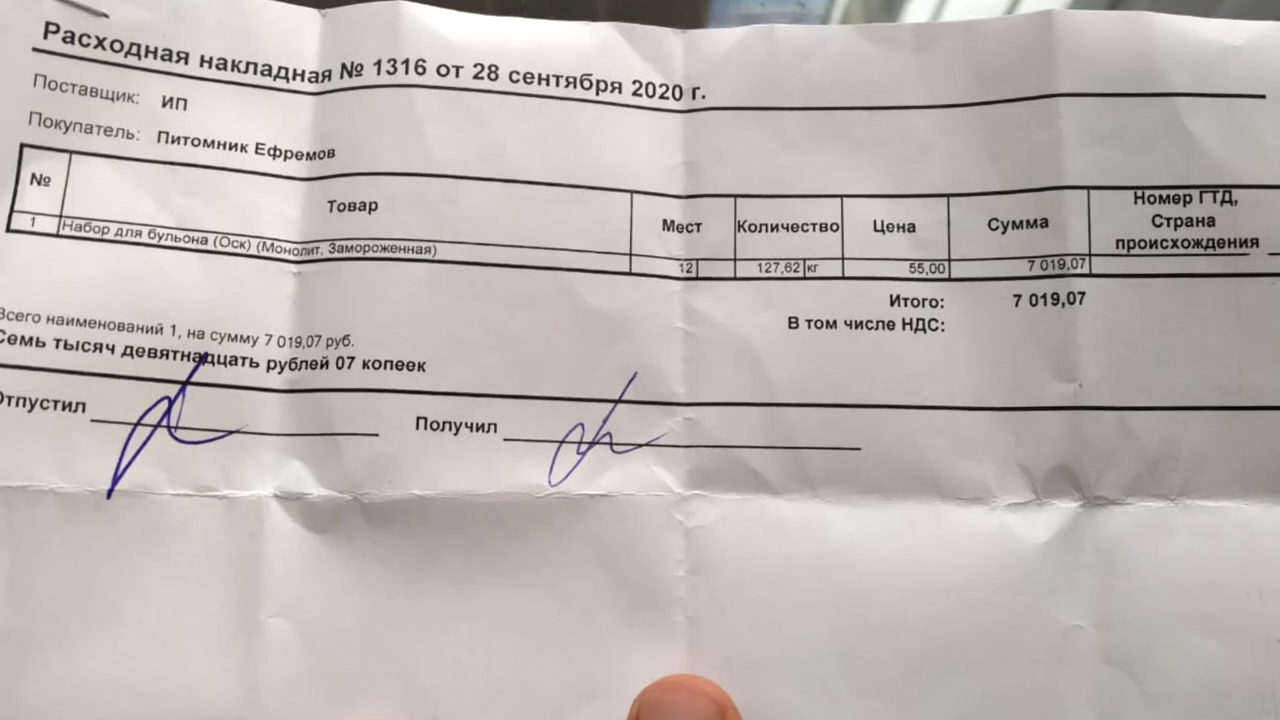 Расходная накладная № 1316 от 28 сентября 2020 г.
Поставщик: ИП
Покупатель: Питомник Ефремов
№ Товар Мест Количество Цена Сумма Номер ГТД, Страна происхождения
1 Набор для бульона (Оск) (Монолит, Замороженная) 12 127,62 кг 55,00 7 019,07
Итого: 7 019,07
В том числе НДС:
Всего наименований 1, на сумму 7 019,07 руб.
Семь тысяч девятнадцать рублей 07 копеек
Отпустил Получил